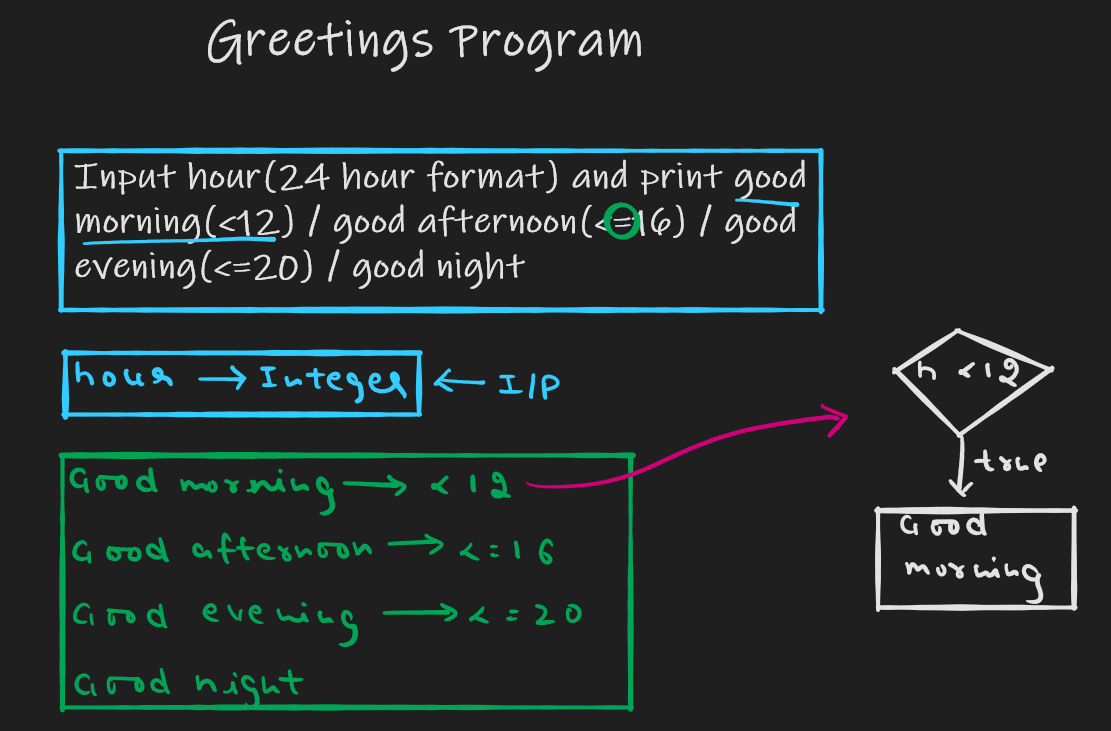 Greetings Program
Input hour(24 hour format) and print good
morning(<12) / good afternoon(<=16) / good
evening(<=20) / good night
hour → Integer ← I/P
Good morning → < 12
Good afternoon → <=16
Good evening → <=20
Good night
h <12
true
Good
morning